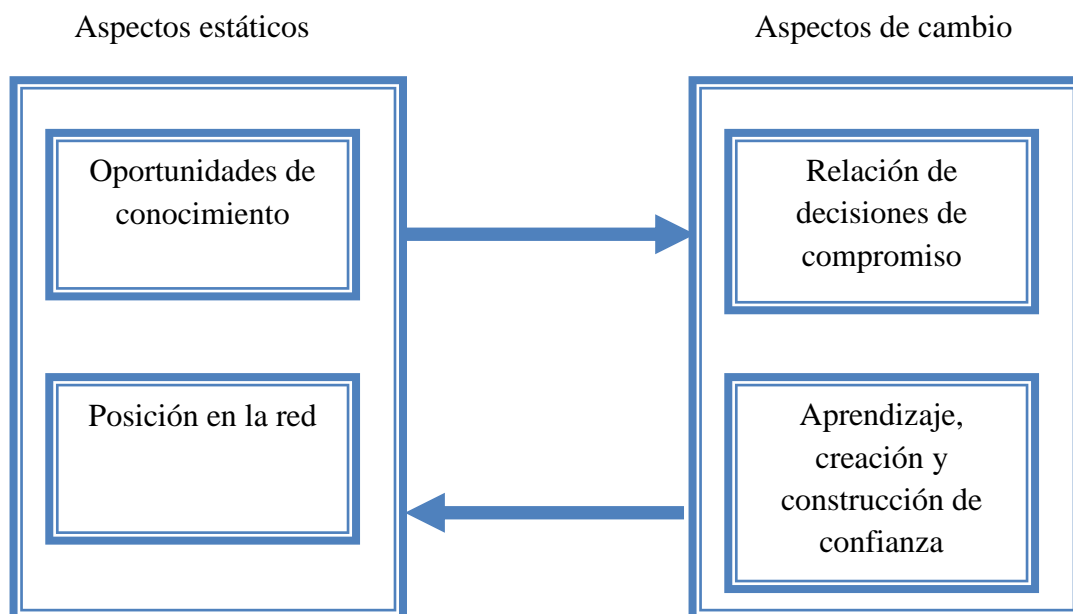 Aspectos estáticos
Aspectos de cambio
Oportunidades de
conocimiento
Relación de
decisiones de
compromiso
Posición en la red
Aprendizaje,
creación y
construcción de
confianza